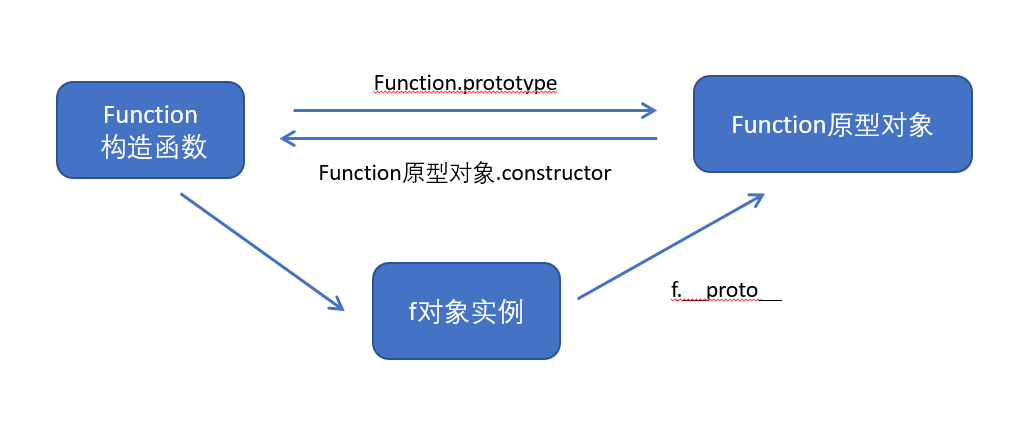 Function.prototype
Function
构造函数
Function原型对象
Function原型对象.constructor
f.__proto__
f对象实例